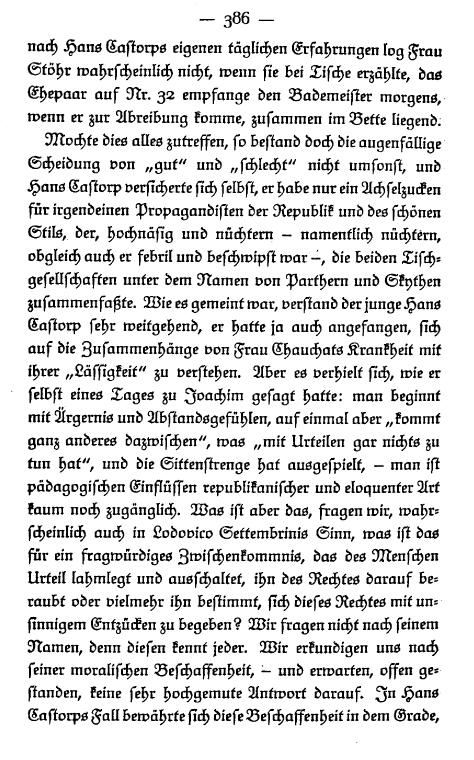 — 386 —
nach Hans Castorps eigenen täglichen Erfahrungen log Frau
Stöhr wahrscheinlich nicht, wenn sie bei Tische erzählte, das
Ehepaar auf Nr. 32 empfange den Bademeister morgens,
wenn er zur Abreibung komme, zusammen im Bette liegend.
Mochte dies alles zutreffen, so bestand doch die augenfällige
Scheidung von „gut“ und „schlecht“ nicht umsonst, und
Hans Castorp versicherte sich selbst, er habe nur ein Achselzucken
für irgendeinen Propagandisten der Republik und des schönen
Stils, der, hochnäsig und nüchtern – namentlich nüchtern,
obgleich auch er febril und beschwipst war –, die beiden Tisch-
gesellschaften unter dem Namen von Parthern und Skythen
zusammenfaßte. Wie es gemeint war, verstand der junge Hans
Castorp sehr weitgehend, er hatte ja auch angefangen, sich
auf die Zusammenhänge von Frau Chauchats Krankheit mit
ihrer „Lässigkeit“ zu verstehen. Aber es verhielt sich, wie er
selbst eines Tages zu Joachim gesagt hatte: man beginnt
mit Ärgernis und Abstandsgefühlen, auf einmal aber „kommt
ganz anderes dazwischen“, was „mit Urteilen gar nichts zu
tun hat“, und die Sittenstrenge hat ausgespielt, – man ist
pädagogischen Einflüssen republikanischer und eloquenter Art
kaum noch zugänglich. Was ist aber das, fragen wir, wahr-
scheinlich auch in Lodovico Settembrinis Sinn, was ist das
für ein fragwürdiges Zwischenkommnis, das des Menschen
Urteil lahmlegt und ausschaltet, ihn des Rechtes darauf be-
raubt oder vielmehr ihn bestimmt, sich dieses Rechtes mit un-
sinnigem Entzücken zu begeben? Wir fragen nicht nach seinem
Namen, denn diesen kennt jeder. Wir erkundigen uns nach
seiner moralischen Beschaffenheit, – und erwarten, offen ge-
standen, keine sehr hochgemute Antwort darauf. In Hans
Castorps Fall bewährte sich diese Beschaffenheit in dem Grade,